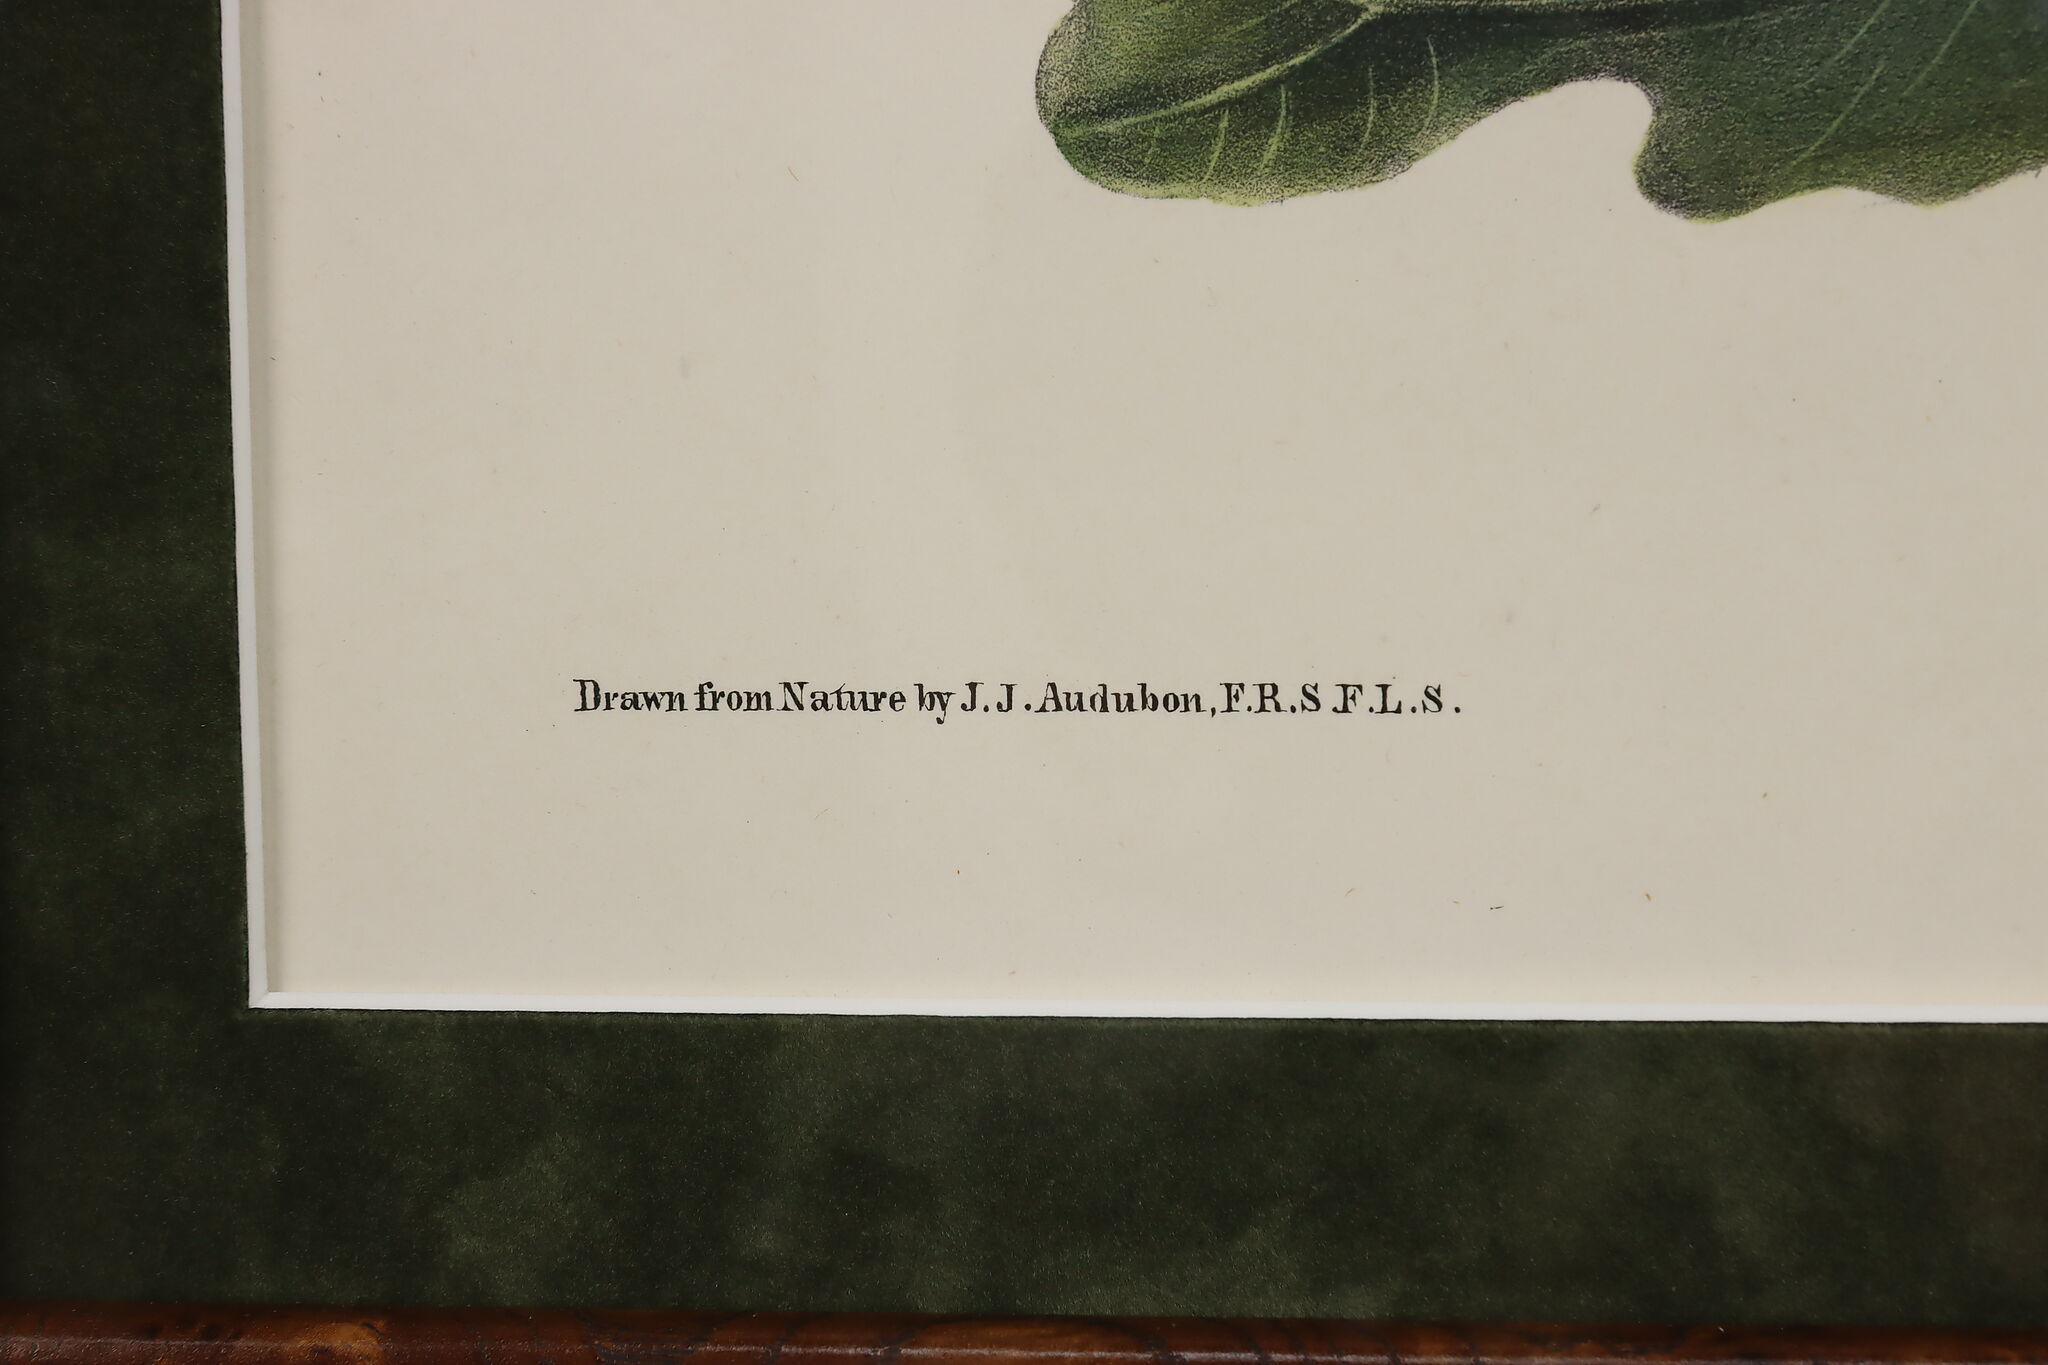 Drawn from Nature by J. J. Audubon, F.R.S F.L.S.